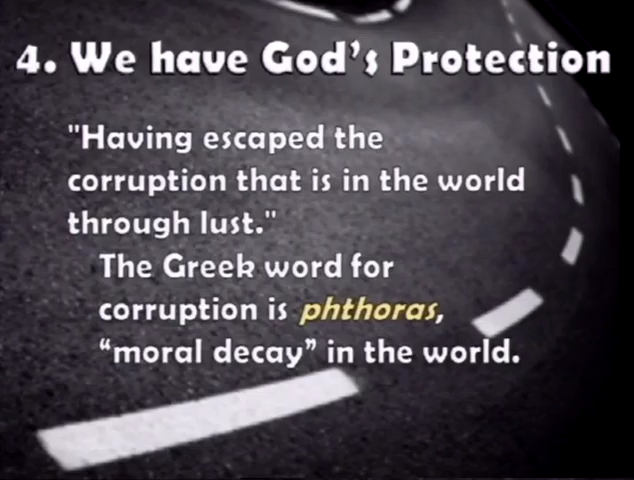 4. We have God's Protection
"Having escaped the
corruption that is in the world
through lust."
The Greek word for
corruption is phthoras,
“moral decay” in the world.